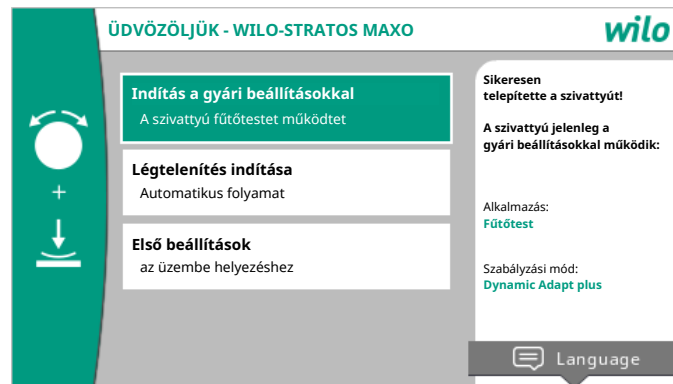 ÜDVÖZÖLJÜK - WILO-STRATOS MAXO
wilo
Indítás a gyári beállításokkal
A szivattyú fűtőtestet működtet
Légtelenítés indítása
Automatikus folyamat
Első beállítások
az üzembe helyezéshez
Sikeresen
telepítette a szivattyút!
A szivattyú jelenleg a
gyári beállításokkal működik:
Alkalmazás:
Fűtőtest
Szabályzási mód:
Dynamic Adapt plus
Language